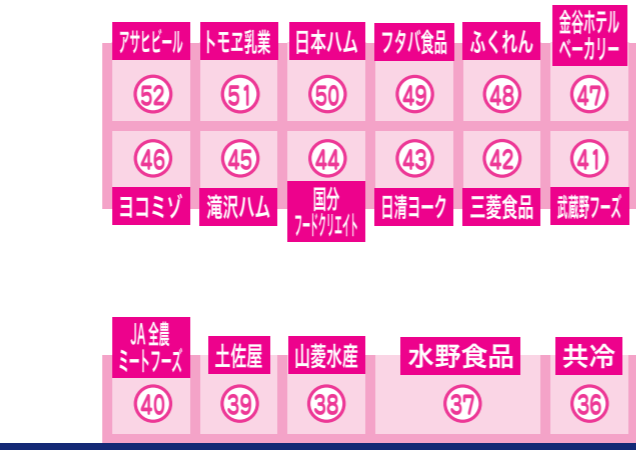 アサヒビール
トモヱ乳業
日本ハム
フタバ食品
ふくれん
金谷ホテル
ベーカリー
52
51
50
49
48
47
46
45
44
43
42
41
ヨコミゾ
滝沢ハム
国分
フードクリエイト
日清ヨーク
三菱食品
武蔵野フーズ
JA全農
ミートフーズ
土佐屋
山菱水産
水野食品
共冷
40
39
38
37
36